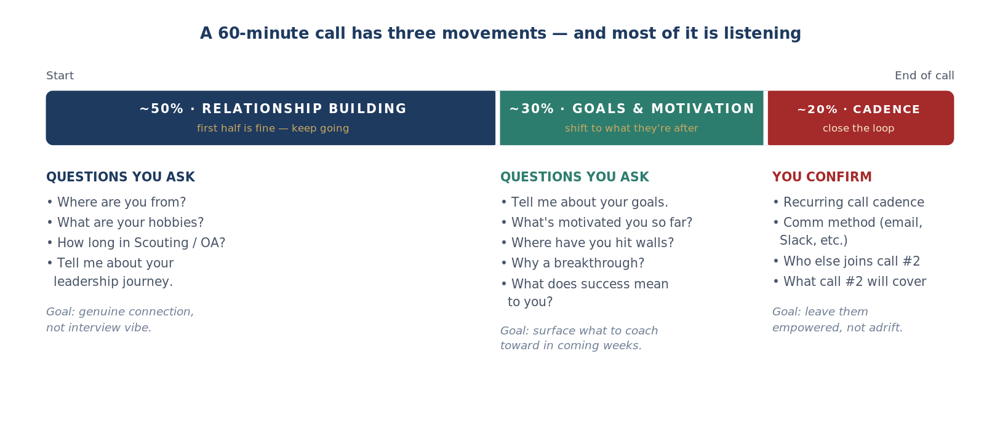 A 60-minute call has three movements — and most of it is listening
Start
End of call
~50% · RELATIONSHIP BUILDING
first half is fine — keep going
~30% · GOALS & MOTIVATION
shift to what they're after
~20% · CADENCE
close the loop
QUESTIONS YOU ASK
• Where are you from?
• What are your hobbies?
• How long in Scouting / OA?
• Tell me about your
leadership journey.
Goal: genuine connection,
not interview vibe.
QUESTIONS YOU ASK
• Tell me about your goals.
• What's motivated you so far?
• Where have you hit walls?
• Why a breakthrough?
• What does success mean
to you?
Goal: surface what to coach
toward in coming weeks.
YOU CONFIRM
• Recurring call cadence
• Comm method (email,
Slack, etc.)
• Who else joins call #2
• What call #2 will cover
Goal: leave them
empowered, not adrift.